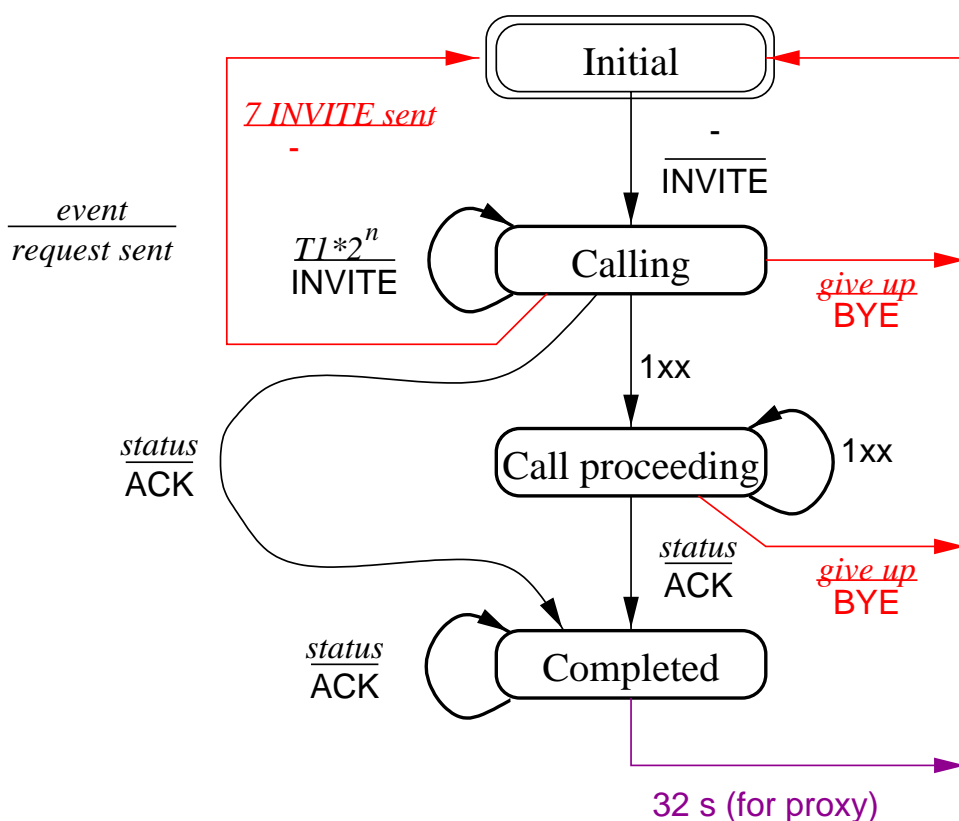 Initial
7 INVITE sent
-
-
INVITE
event
request sent
T1*2^n
INVITE
Calling
give up
BYE
1xx
status
ACK
Call proceeding
1xx
status
ACK
give up
BYE
status
ACK
Completed
32 s (for proxy)